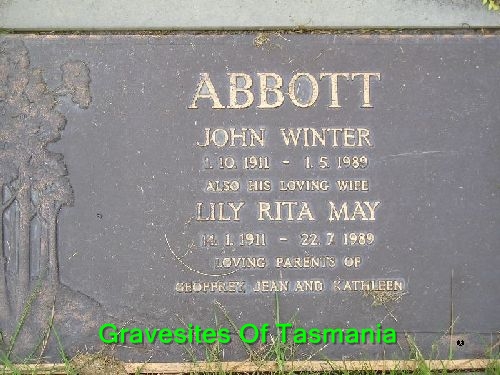 ABBOTT
JOHN WINTER
1. 10. 1911 - 1. 5. 1989
ALSO HIS LOVING WIFE
LILY RITA MAY
14. 1. 1911 - 22. 7. 1989
LOVING PARENTS OF
GEOFFREY, JEAN AND KATHLEEN
Gravesites Of Tasmania